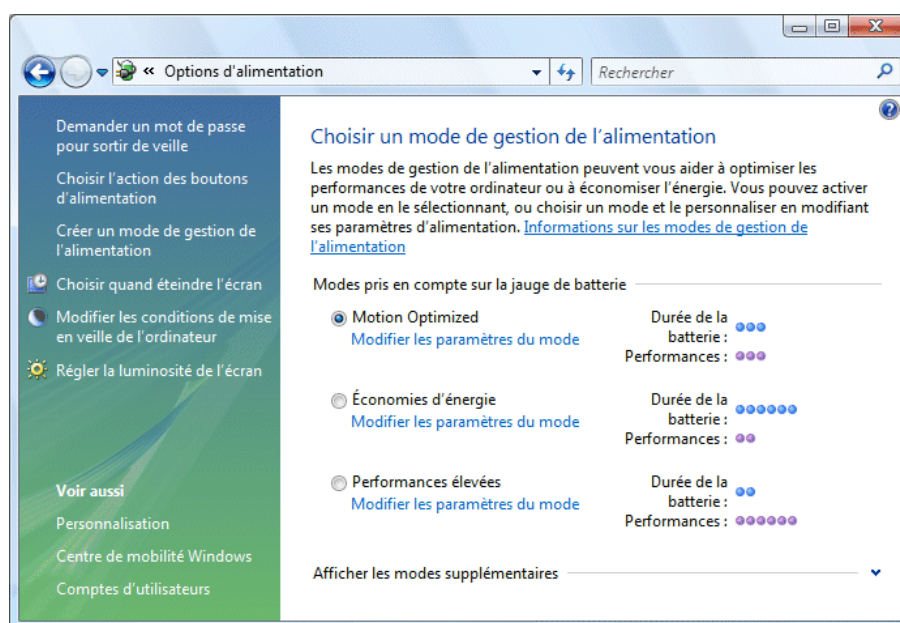 « Options d'alimentation
Rechercher
Demander un mot de passe
pour sortir de veille
Choisir l'action des boutons
d'alimentation
Créer un mode de gestion de
l'alimentation
Choisir quand éteindre l'écran
Modifier les conditions de mise
en veille de l'ordinateur
Régler la luminosité de l'écran
Voir aussi
Personnalisation
Centre de mobilité Windows
Comptes d'utilisateurs
Choisir un mode de gestion de l'alimentation
Les modes de gestion de l'alimentation peuvent vous aider à optimiser les
performances de votre ordinateur ou à économiser l'énergie. Vous pouvez activer
un mode en le sélectionnant, ou choisir un mode et le personnaliser en modifiant
ses paramètres d'alimentation. Informations sur les modes de gestion de
l'alimentation
Modes pris en compte sur la jauge de batterie
Motion Optimized
Modifier les paramètres du mode
Durée de la
batterie :
Performances :
Économies d'énergie
Modifier les paramètres du mode
Durée de la
batterie :
Performances :
Performances élevées
Modifier les paramètres du mode
Durée de la
batterie :
Performances :
Afficher les modes supplémentaires